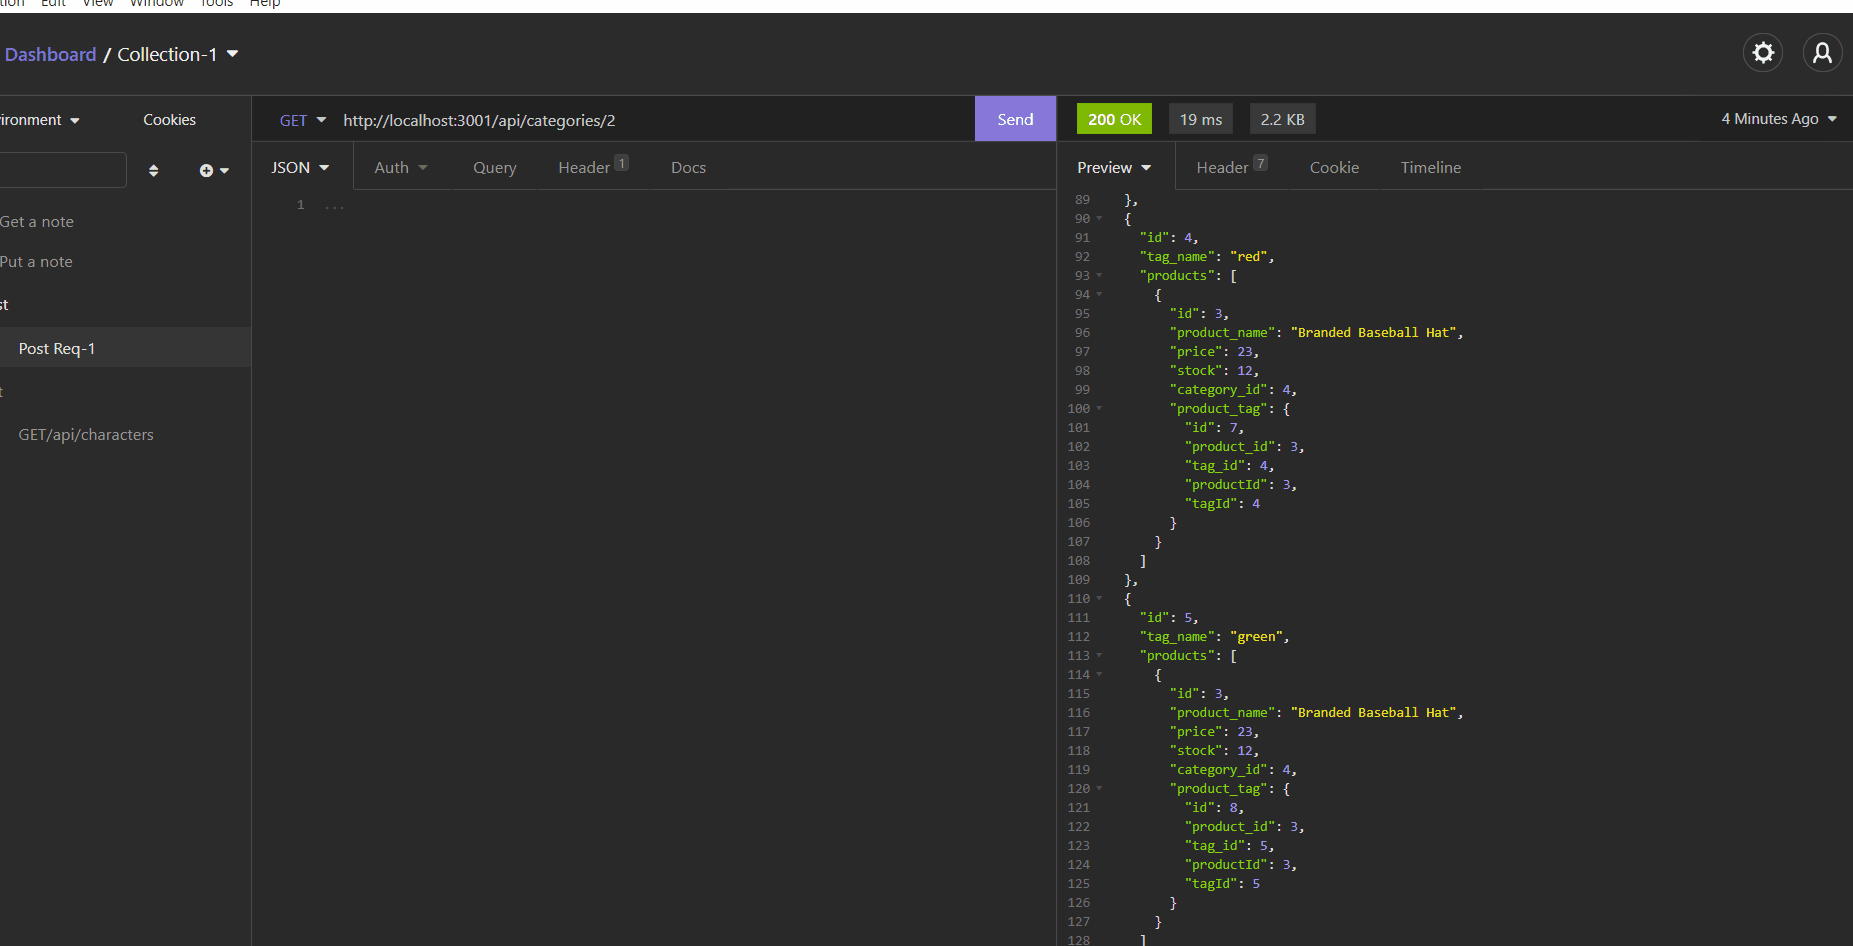 Edit View Window Tools Help
Dashboard / Collection-1
Cookies
GET http://localhost:3001/api/categories/2 Send
200 OK 19 ms 2.2 KB 4 Minutes Ago
JSON Auth Query Header 1 Docs
Preview Header 7 Cookie Timeline
Get a note
Put a note
Post Req-1
GET/api/characters
1 ...
89 },
90 {
91 "id": 4,
92 "tag_name": "red",
93 "products": [
94 {
95 "id": 3,
96 "product_name": "Branded Baseball Hat",
97 "price": 23,
98 "stock": 12,
99 "category_id": 4,
100 "product_tag": {
101 "id": 7,
102 "product_id": 3,
103 "tag_id": 4,
104 "productId": 3,
105 "tagId": 4
106 }
107 }
108 ]
109 },
110 {
111 "id": 5,
112 "tag_name": "green",
113 "products": [
114 {
115 "id": 3,
116 "product_name": "Branded Baseball Hat",
117 "price": 23,
118 "stock": 12,
119 "category_id": 4,
120 "product_tag": {
121 "id": 8,
122 "product_id": 3,
123 "tag_id": 5,
124 "productId": 3,
125 "tagId": 5
126 }
127 }
128 ]